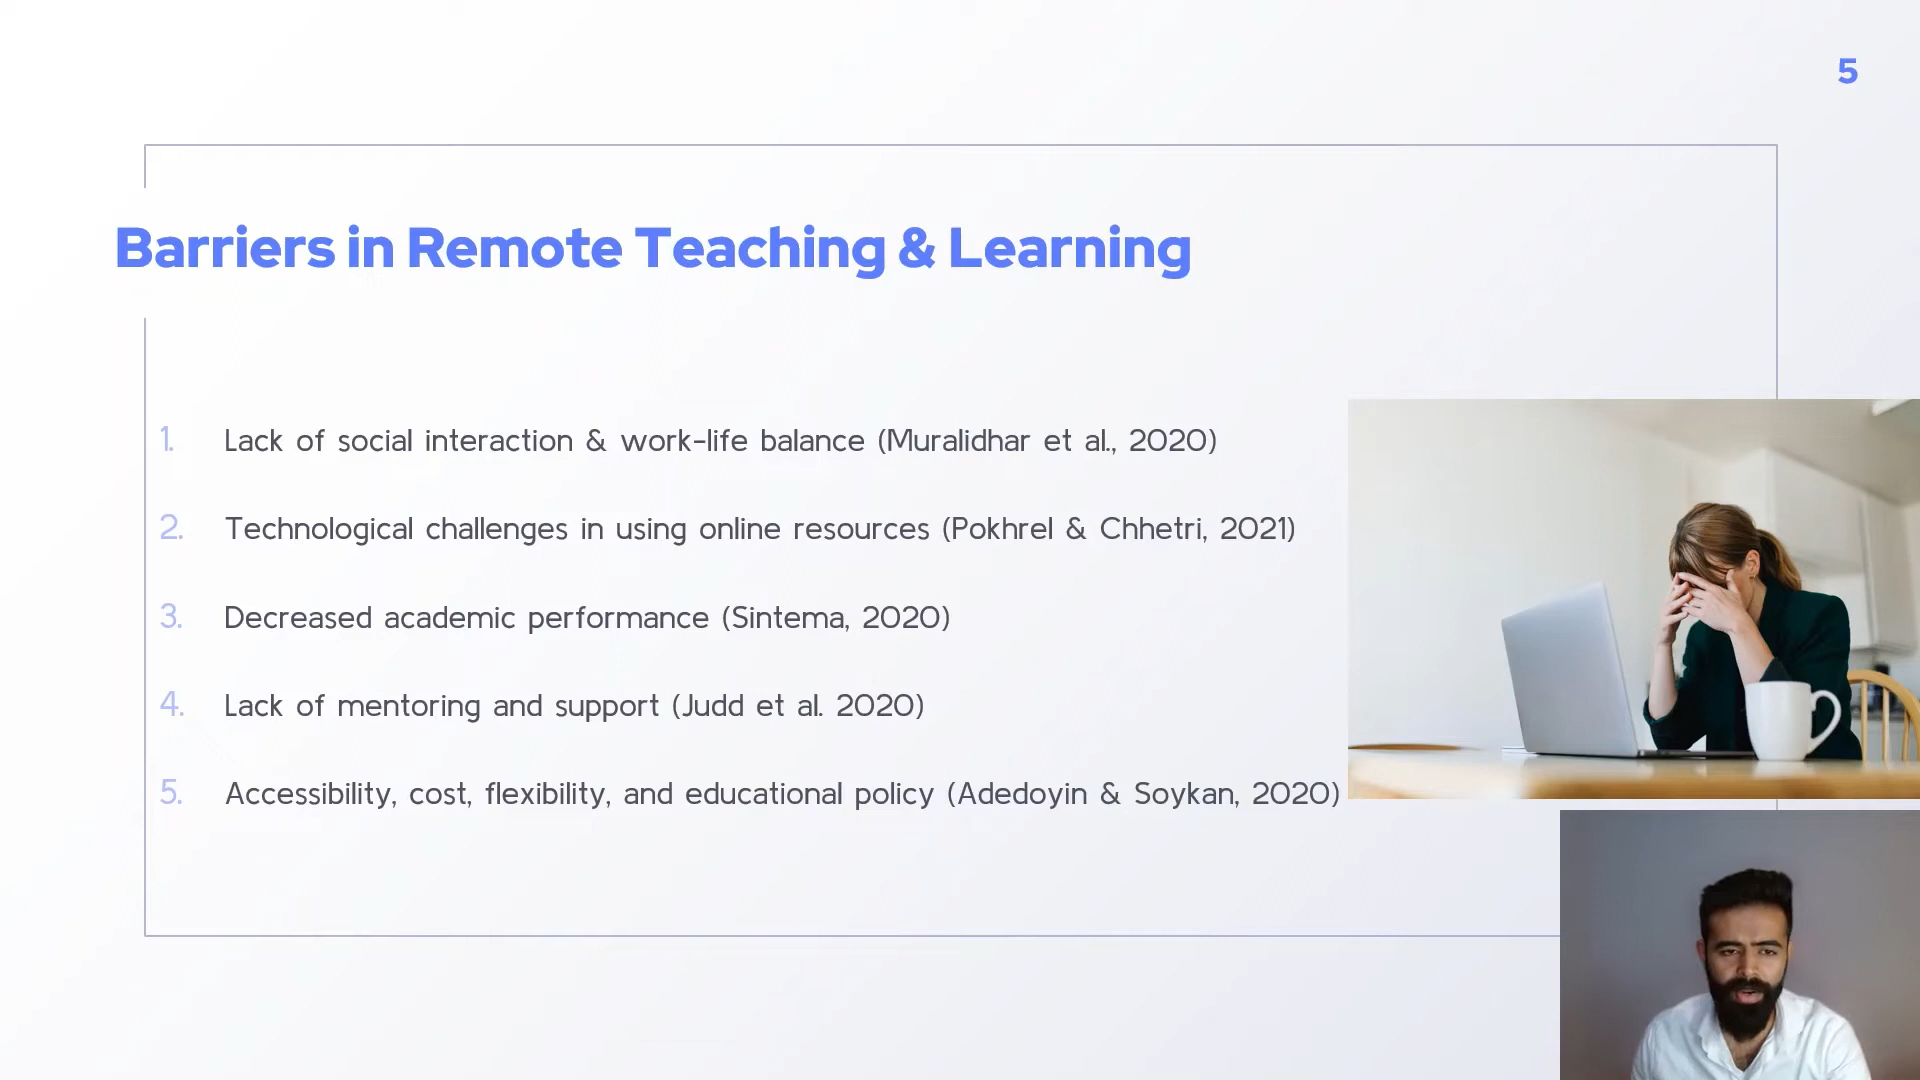 5
Barriers in Remote Teaching & Learning
1. Lack of social interaction & work-life balance (Muralidhar et al., 2020)
2. Technological challenges in using online resources (Pokhrel & Chhetri, 2021)
3. Decreased academic performance (Sintema, 2020)
4. Lack of mentoring and support (Judd et al. 2020)
5. Accessibility, cost, flexibility, and educational policy (Adedoyin & Soykan, 2020)